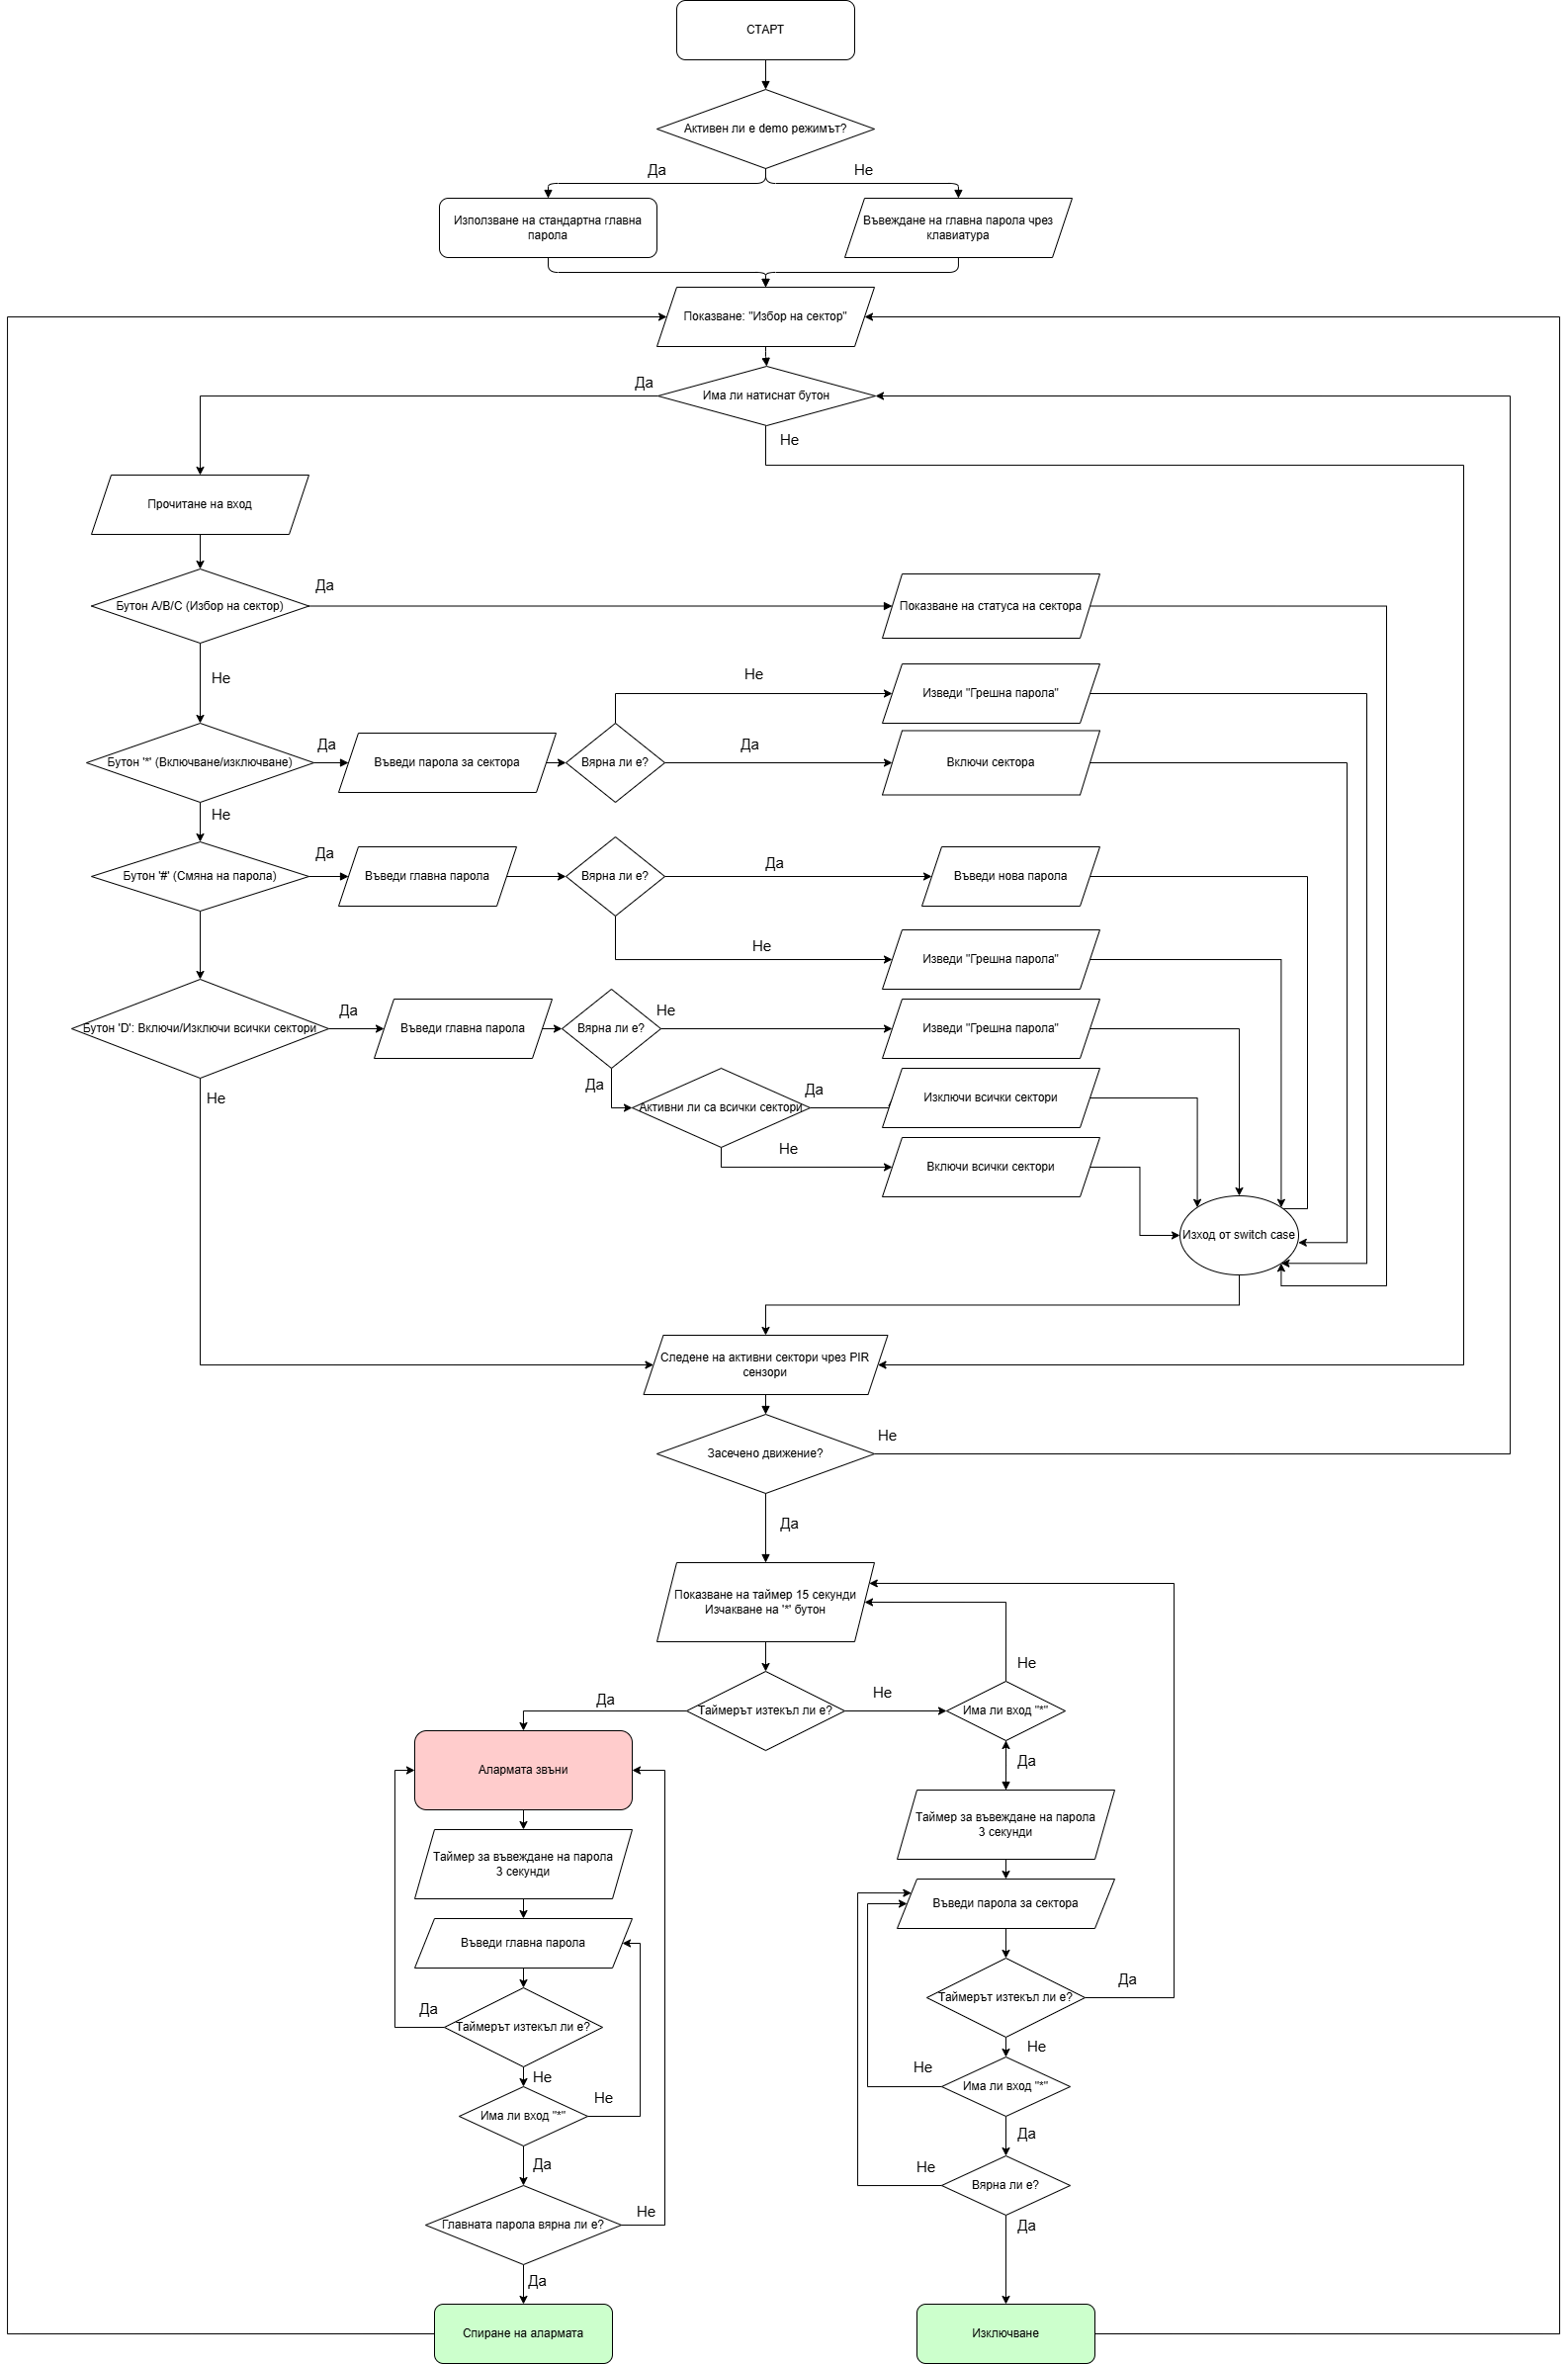 СТАРТ
Активен ли е demo режимът?
Да
Не
Използване на стандартна главна
парола
Въвеждане на главна парола чрез
клавиатура
Показване: "Избор на сектор"
Да
Има ли натиснат бутон
Не
Прочитане на вход
Бутон A/B/C (Избор на сектор)
Да
Показване на статуса на сектора
Не
Не
Изведи "Грешна парола"
Бутон '*' (Включване/изключване)
Да
Въведи парола за сектора
Вярна ли е?
Да
Включи сектора
Не
Бутон '#' (Смяна на парола)
Да
Въведи главна парола
Вярна ли е?
Да
Въведи нова парола
Не
Изведи "Грешна парола"
Бутон 'D': Включи/Изключи всички сектори
Да
Въведи главна парола
Вярна ли е?
Не
Изведи "Грешна парола"
Не
Да
Активни ли са всички сектори
Да
Изключи всички сектори
Не
Включи всички сектори
Изход от switch case
Следене на активни сектори чрез PIR
сензори
Засечено движение?
Не
Да
Показване на таймер 15 секунди
Изчакване на '*' бутон
Таймерът изтекъл ли е?
Да
Не
Не
Има ли вход "*"
Да
Алармата звъни
Таймер за въвеждане на парола
3 секунди
Въведи главна парола
Таймерът изтекъл ли е?
Да
Не
Има ли вход "*"
Не
Да
Главната парола вярна ли е?
Не
Да
Спиране на алармата
Таймер за въвеждане на парола
3 секунди
Въведи парола за сектора
Таймерът изтекъл ли е?
Да
Не
Има ли вход "*"
Не
Да
Вярна ли е?
Не
Да
Изключване